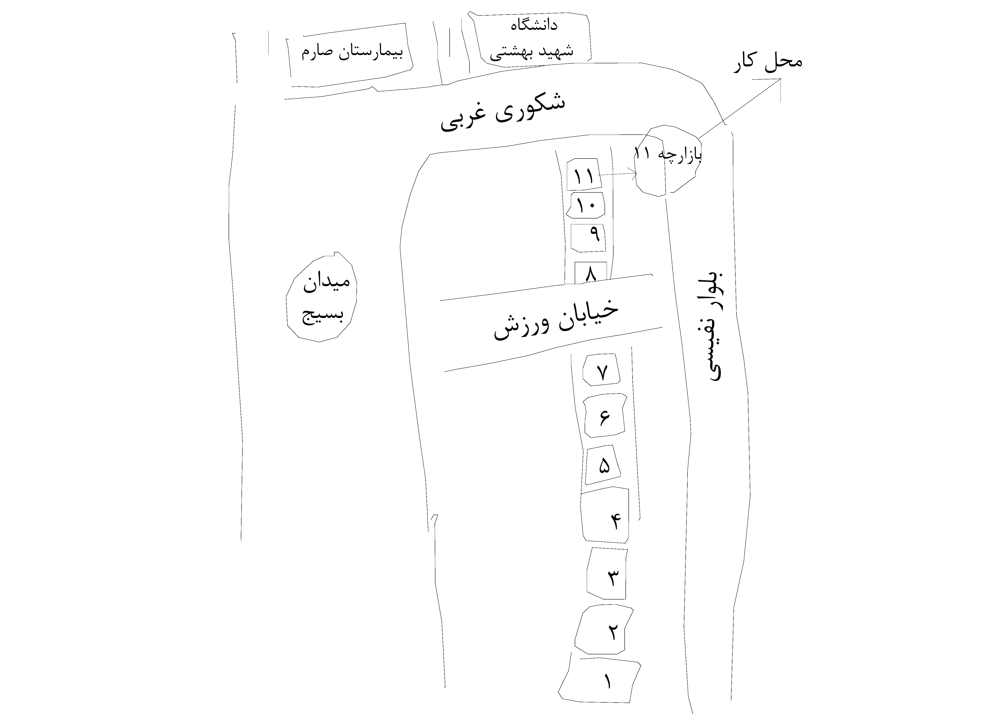 دانشگاه
شهید بهشتی
بیمارستان صارم
محل کار
شکوری غربی
بازارچه ۱۱
۱۱
۱۰
۹
۸
میدان
بسیج
خیابان ورزش
بلوار نفیسی
۷
۶
۵
۴
۳
۲
۱